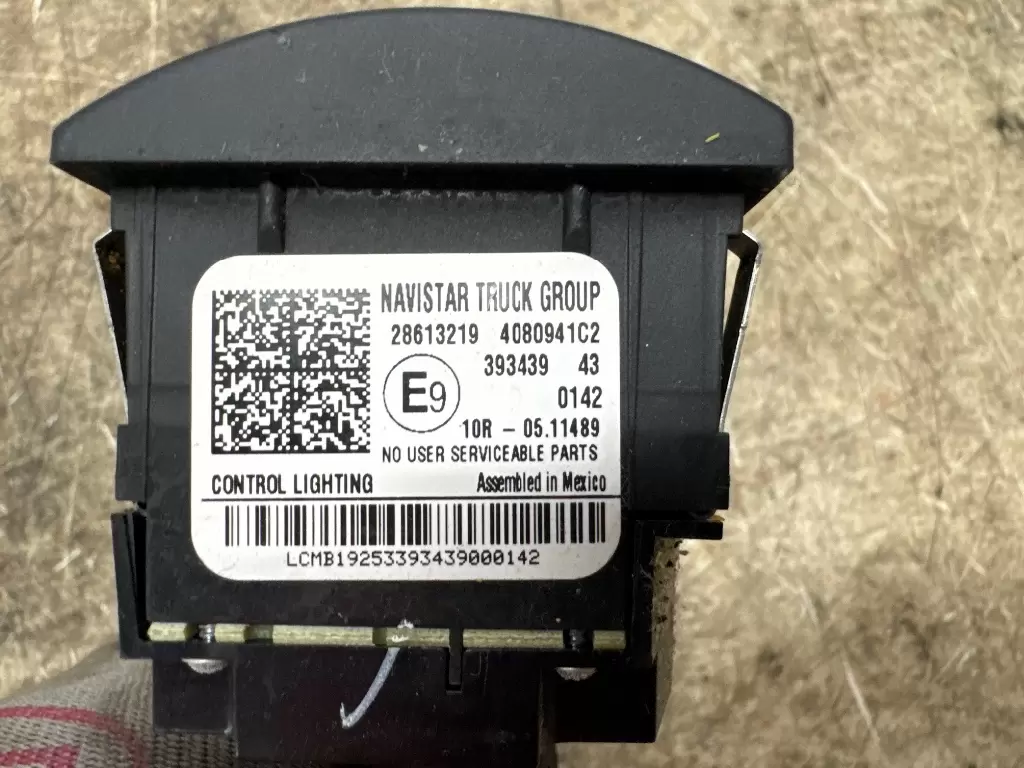 NAVISTAR TRUCK GROUP
28613219 4080941C2
393439 43
E9
0142
10R - 05.11489
NO USER SERVICEABLE PARTS
CONTROL LIGHTING Assembled in Mexico
LCMB19253393439000142